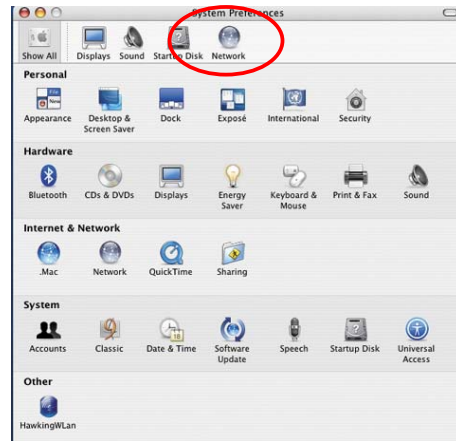 System Preferences
Show All Displays Sound Startup Disk Network
Personal
Appearance Desktop & Screen Saver Dock Exposé International Security
Hardware
Bluetooth CDs & DVDs Displays Energy Saver Keyboard & Mouse Print & Fax Sound
Internet & Network
.Mac Network QuickTime Sharing
System
Accounts Classic Date & Time Software Update Speech Startup Disk Universal Access
Other
HawkingWLan